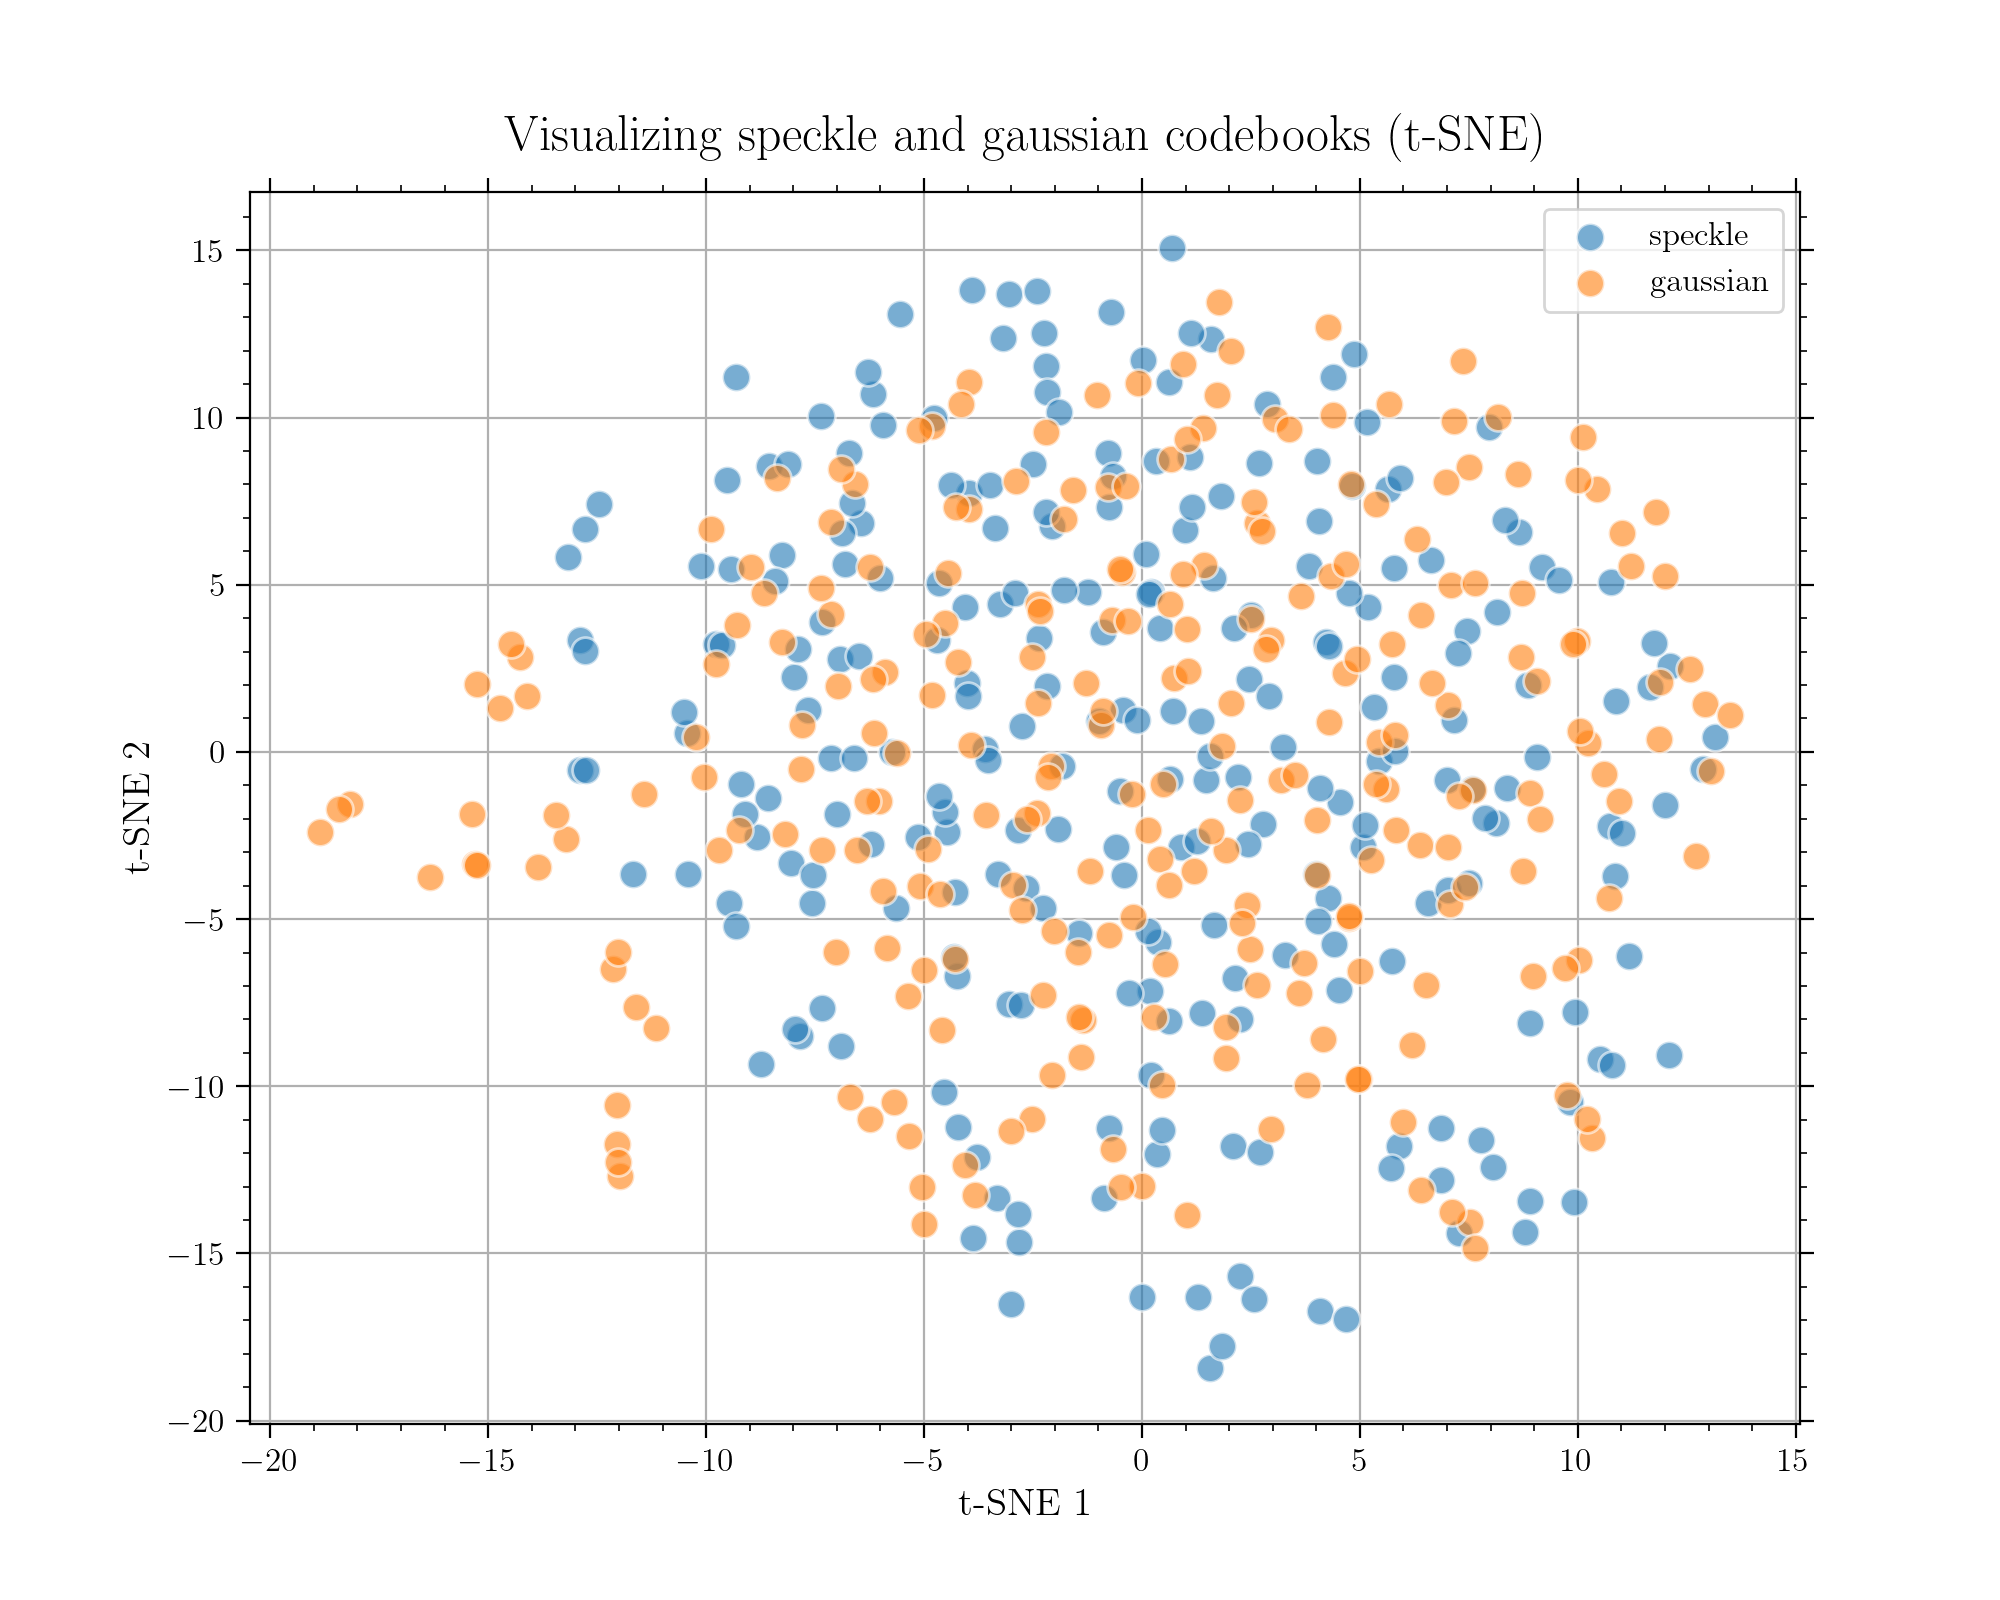 Visualizing speckle and gaussian codebooks (t-SNE)
speckle
gaussian
15
10
5
0
−5
−10
−15
−20
t-SNE 2
−20 −15 −10 −5 0 5 10 15
t-SNE 1